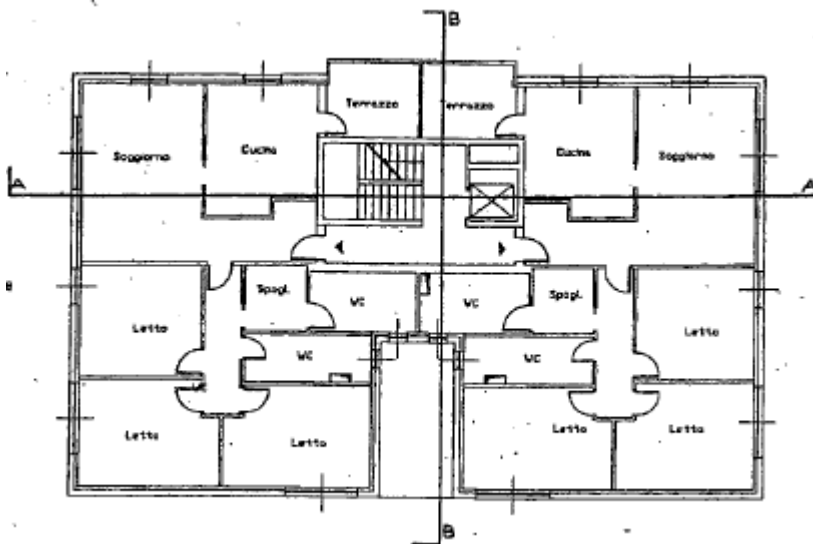 B
Terrazzo
Terrazzo
Soggiorno
Cucina
Cucina
Soggiorno
A
A
Spogl.
WC
WC
Spogl.
Letto
Letto
WC
WC
Letto
Letto
Letto
Letto
B